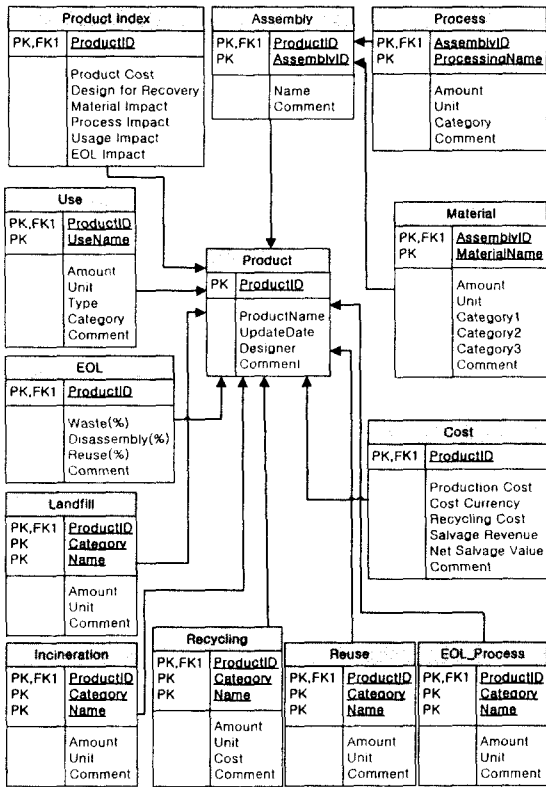 Product Index
PK,FK1 ProductID
Product Cost
Design for Recovery
Material Impact
Process Impact
Usage Impact
EOL Impact
Assembly
PK,FK1 ProductID
PK AssemblyID
Name
Comment
Process
PK,FK1 AssemblyID
PK ProcessingName
Amount
Unit
Category
Comment
Use
PK,FK1 ProductID
PK UseName
Amount
Unit
Type
Category
Comment
Product
PK ProductID
ProductName
UpdateDate
Designer
Comment
Material
PK,FK1 AssemblyID
PK MaterialName
Amount
Unit
Category1
Category2
Category3
Comment
EOL
PK,FK1 ProductID
Waste(%)
Disassembly(%)
Reuse(%)
Comment
Cost
PK,FK1 ProductID
Production Cost
Cost Currency
Recycling Cost
Salvage Revenue
Net Salvage Value
Comment
Landfill
PK,FK1 ProductID
PK Category
PK Name
Amount
Unit
Comment
Incineration
PK,FK1 ProductID
PK Category
PK Name
Amount
Unit
Comment
Recycling
PK,FK1 ProductID
PK Category
PK Name
Amount
Unit
Cost
Comment
Reuse
PK,FK1 ProductID
PK Category
PK Name
Amount
Unit
Comment
EOL_Process
PK,FK1 ProductID
PK Category
PK Name
Amount
Unit
Comment